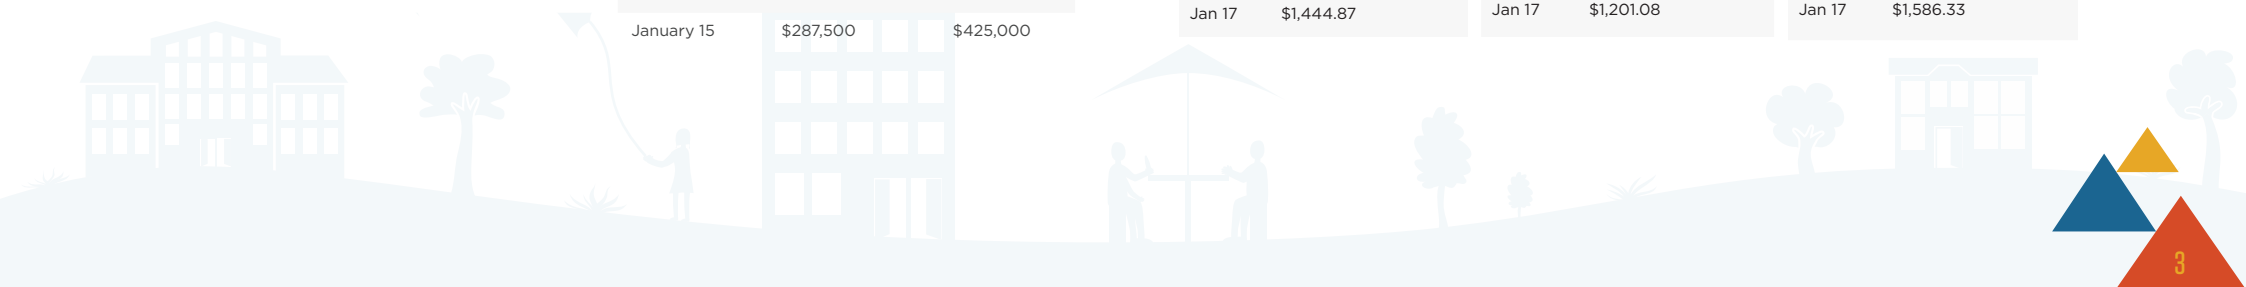 January 15 $287,500 $425,000
Jan 17 $1,444.87
Jan 17 $1,201.08
Jan 17 $1,586.33
3